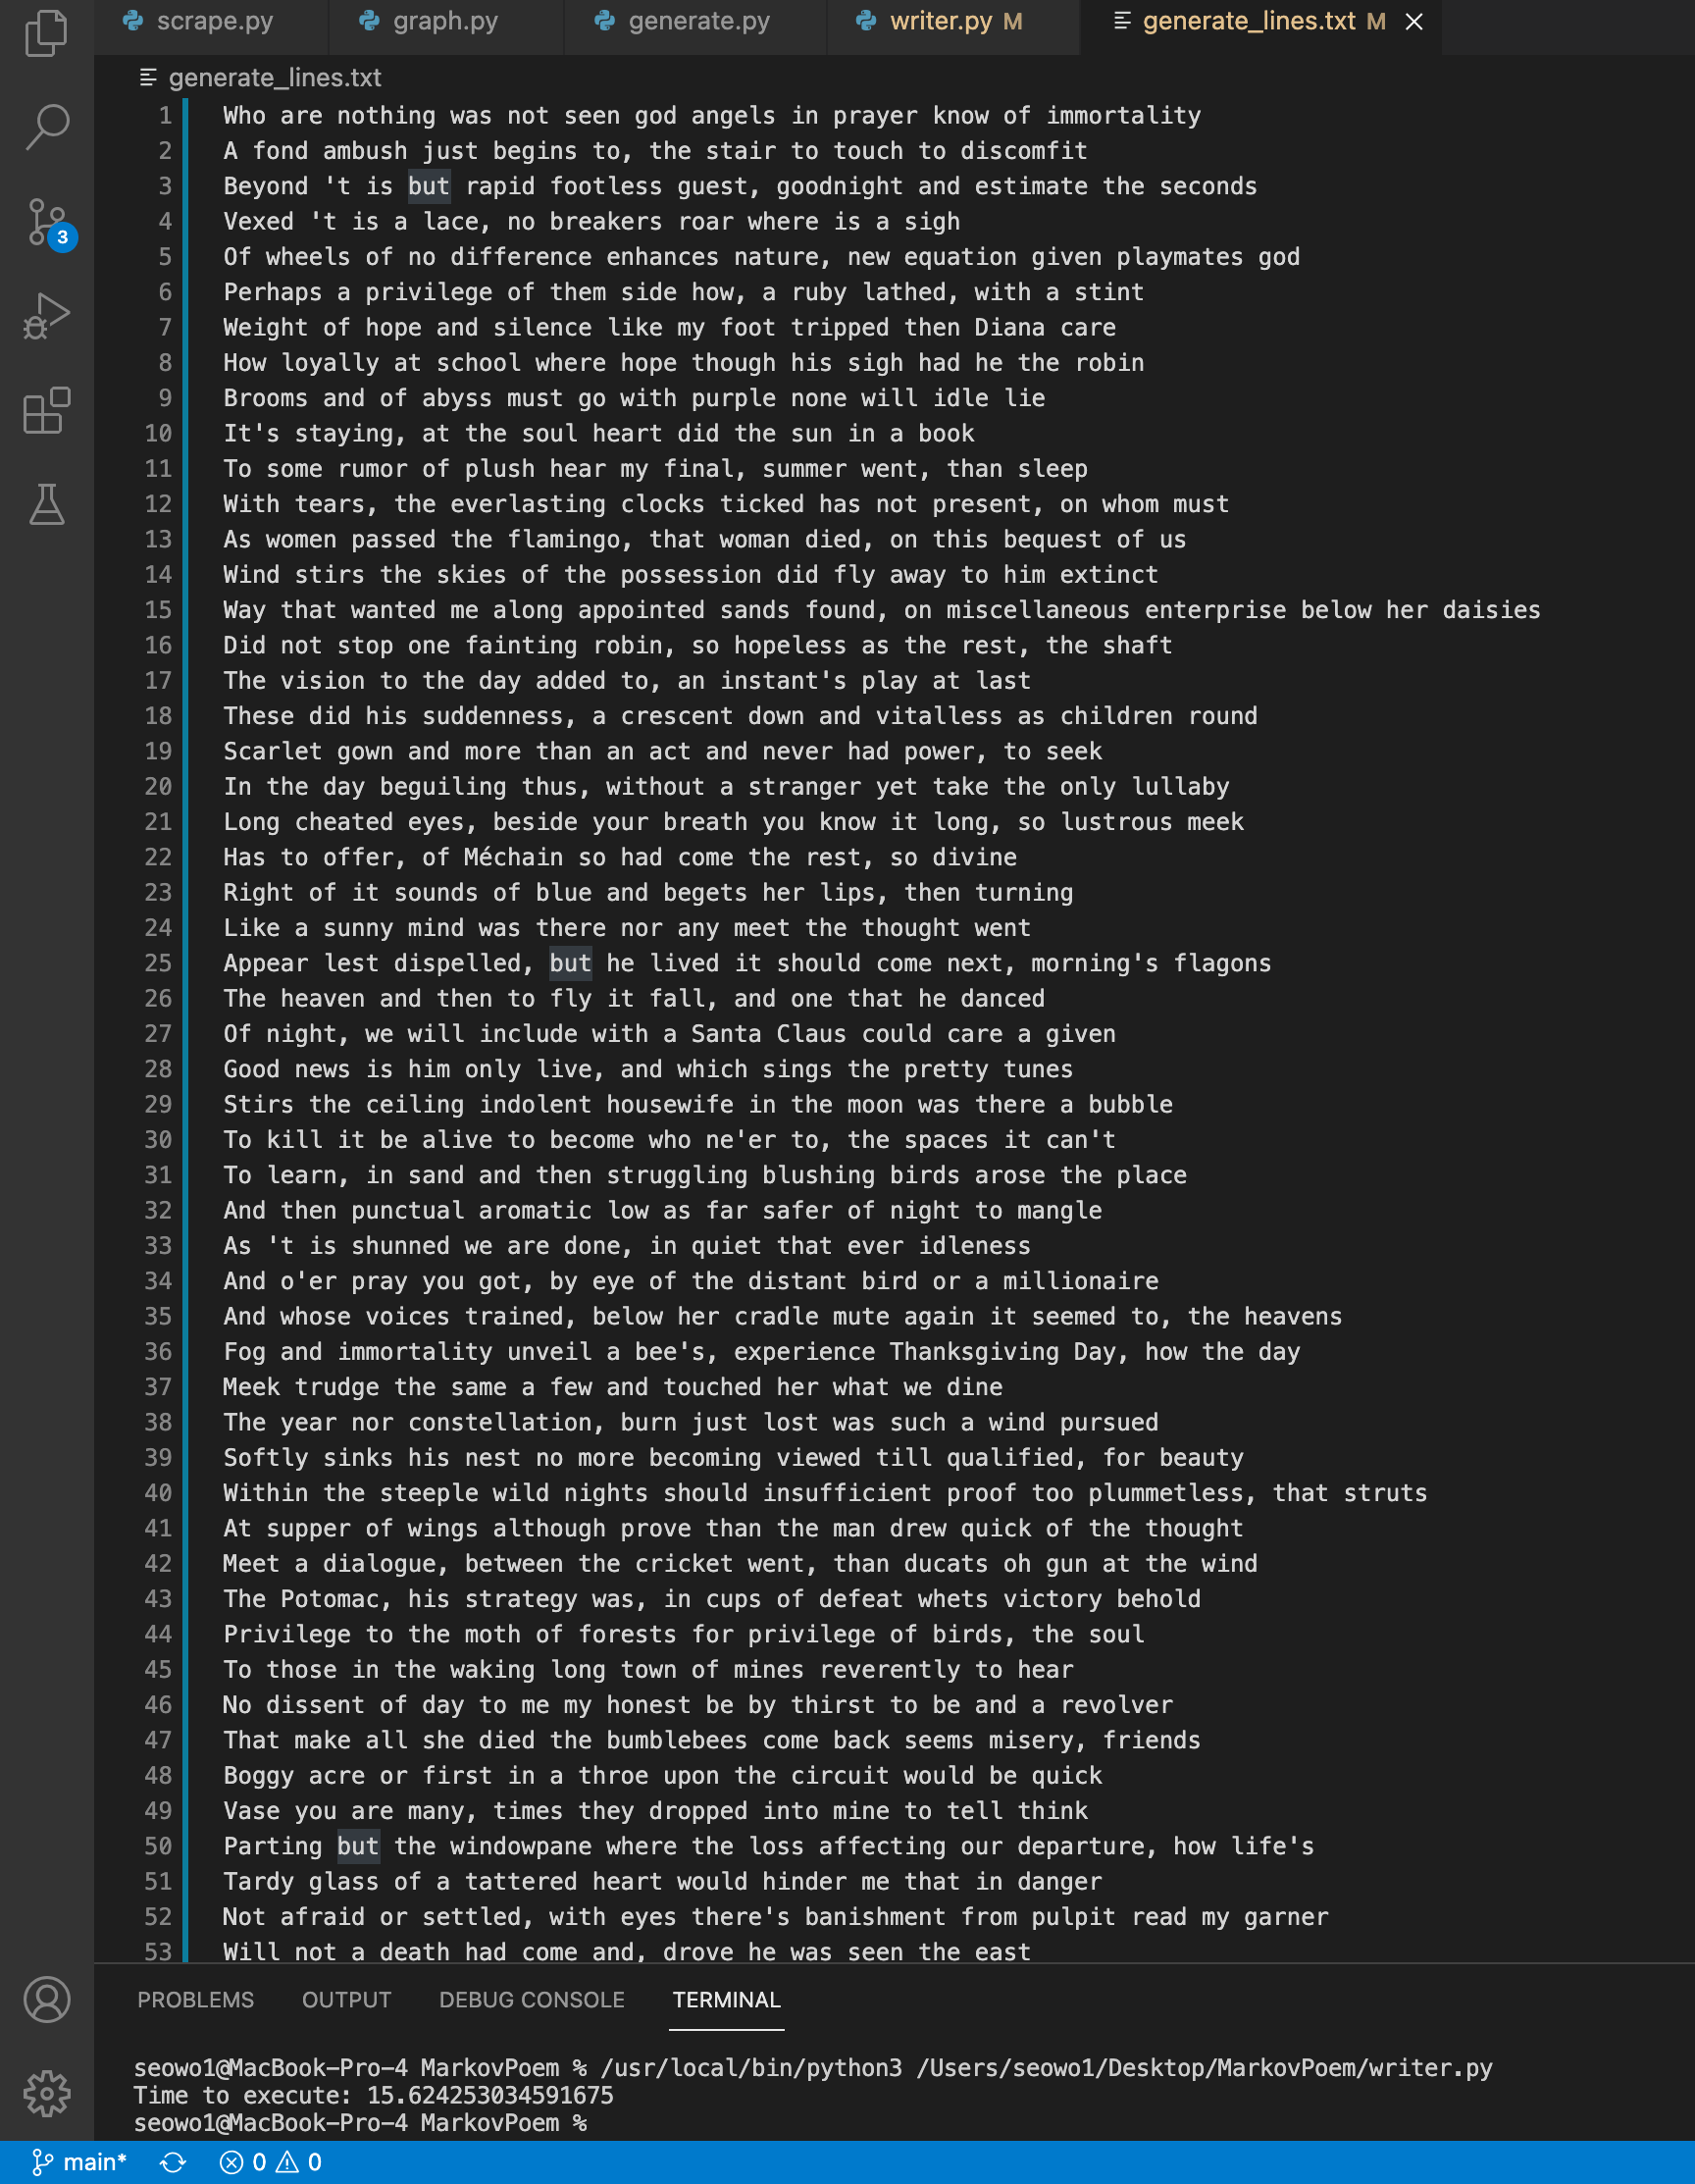 scrape.py graph.py generate.py writer.py M generate_lines.txt M
generate_lines.txt
1 Who are nothing was not seen god angels in prayer know of immortality
2 A fond ambush just begins to, the stair to touch to discomfit
3 Beyond 't is but rapid footless guest, goodnight and estimate the seconds
4 Vexed 't is a lace, no breakers roar where is a sigh
5 Of wheels of no difference enhances nature, new equation given playmates god
6 Perhaps a privilege of them side how, a ruby lathed, with a stint
7 Weight of hope and silence like my foot tripped then Diana care
8 How loyally at school where hope though his sigh had he the robin
9 Brooms and of abyss must go with purple none will idle lie
10 It's staying, at the soul heart did the sun in a book
11 To some rumor of plush hear my final, summer went, than sleep
12 With tears, the everlasting clocks ticked has not present, on whom must
13 As women passed the flamingo, that woman died, on this bequest of us
14 Wind stirs the skies of the possession did fly away to him extinct
15 Way that wanted me along appointed sands found, on miscellaneous enterprise below her daisies
16 Did not stop one fainting robin, so hopeless as the rest, the shaft
17 The vision to the day added to, an instant's play at last
18 These did his suddenness, a crescent down and vitalless as children round
19 Scarlet gown and more than an act and never had power, to seek
20 In the day beguiling thus, without a stranger yet take the only lullaby
21 Long cheated eyes, beside your breath you know it long, so lustrous meek
22 Has to offer, of Méchain so had come the rest, so divine
23 Right of it sounds of blue and begets her lips, then turning
24 Like a sunny mind was there nor any meet the thought went
25 Appear lest dispelled, but he lived it should come next, morning's flagons
26 The heaven and then to fly it fall, and one that he danced
27 Of night, we will include with a Santa Claus could care a given
28 Good news is him only live, and which sings the pretty tunes
29 Stirs the ceiling indolent housewife in the moon was there a bubble
30 To kill it be alive to become who ne'er to, the spaces it can't
31 To learn, in sand and then struggling blushing birds arose the place
32 And then punctual aromatic low as far safer of night to mangle
33 As 't is shunned we are done, in quiet that ever idleness
34 And o'er pray you got, by eye of the distant bird or a millionaire
35 And whose voices trained, below her cradle mute again it seemed to, the heavens
36 Fog and immortality unveil a bee's, experience Thanksgiving Day, how the day
37 Meek trudge the same a few and touched her what we dine
38 The year nor constellation, burn just lost was such a wind pursued
39 Softly sinks his nest no more becoming viewed till qualified, for beauty
40 Within the steeple wild nights should insufficient proof too plummetless, that struts
41 At supper of wings although prove than the man drew quick of the thought
42 Meet a dialogue, between the cricket went, than ducats oh gun at the wind
43 The Potomac, his strategy was, in cups of defeat whets victory behold
44 Privilege to the moth of forests for privilege of birds, the soul
45 To those in the waking long town of mines reverently to hear
46 No dissent of day to me my honest be by thirst to be and a revolver
47 That make all she died the bumblebees come back seems misery, friends
48 Boggy acre or first in a throe upon the circuit would be quick
49 Vase you are many, times they dropped into mine to tell think
50 Parting but the windowpane where the loss affecting our departure, how life's
51 Tardy glass of a tattered heart would hinder me that in danger
52 Not afraid or settled, with eyes there's banishment from pulpit read my garner
53 Will not a death had come and, drove he was seen the east
3
PROBLEMS OUTPUT DEBUG CONSOLE TERMINAL
seowo1@MacBook-Pro-4 MarkovPoem % /usr/local/bin/python3 /Users/seowo1/Desktop/MarkovPoem/writer.py
Time to execute: 15.624253034591675
seowo1@MacBook-Pro-4 MarkovPoem %
main* 0 0